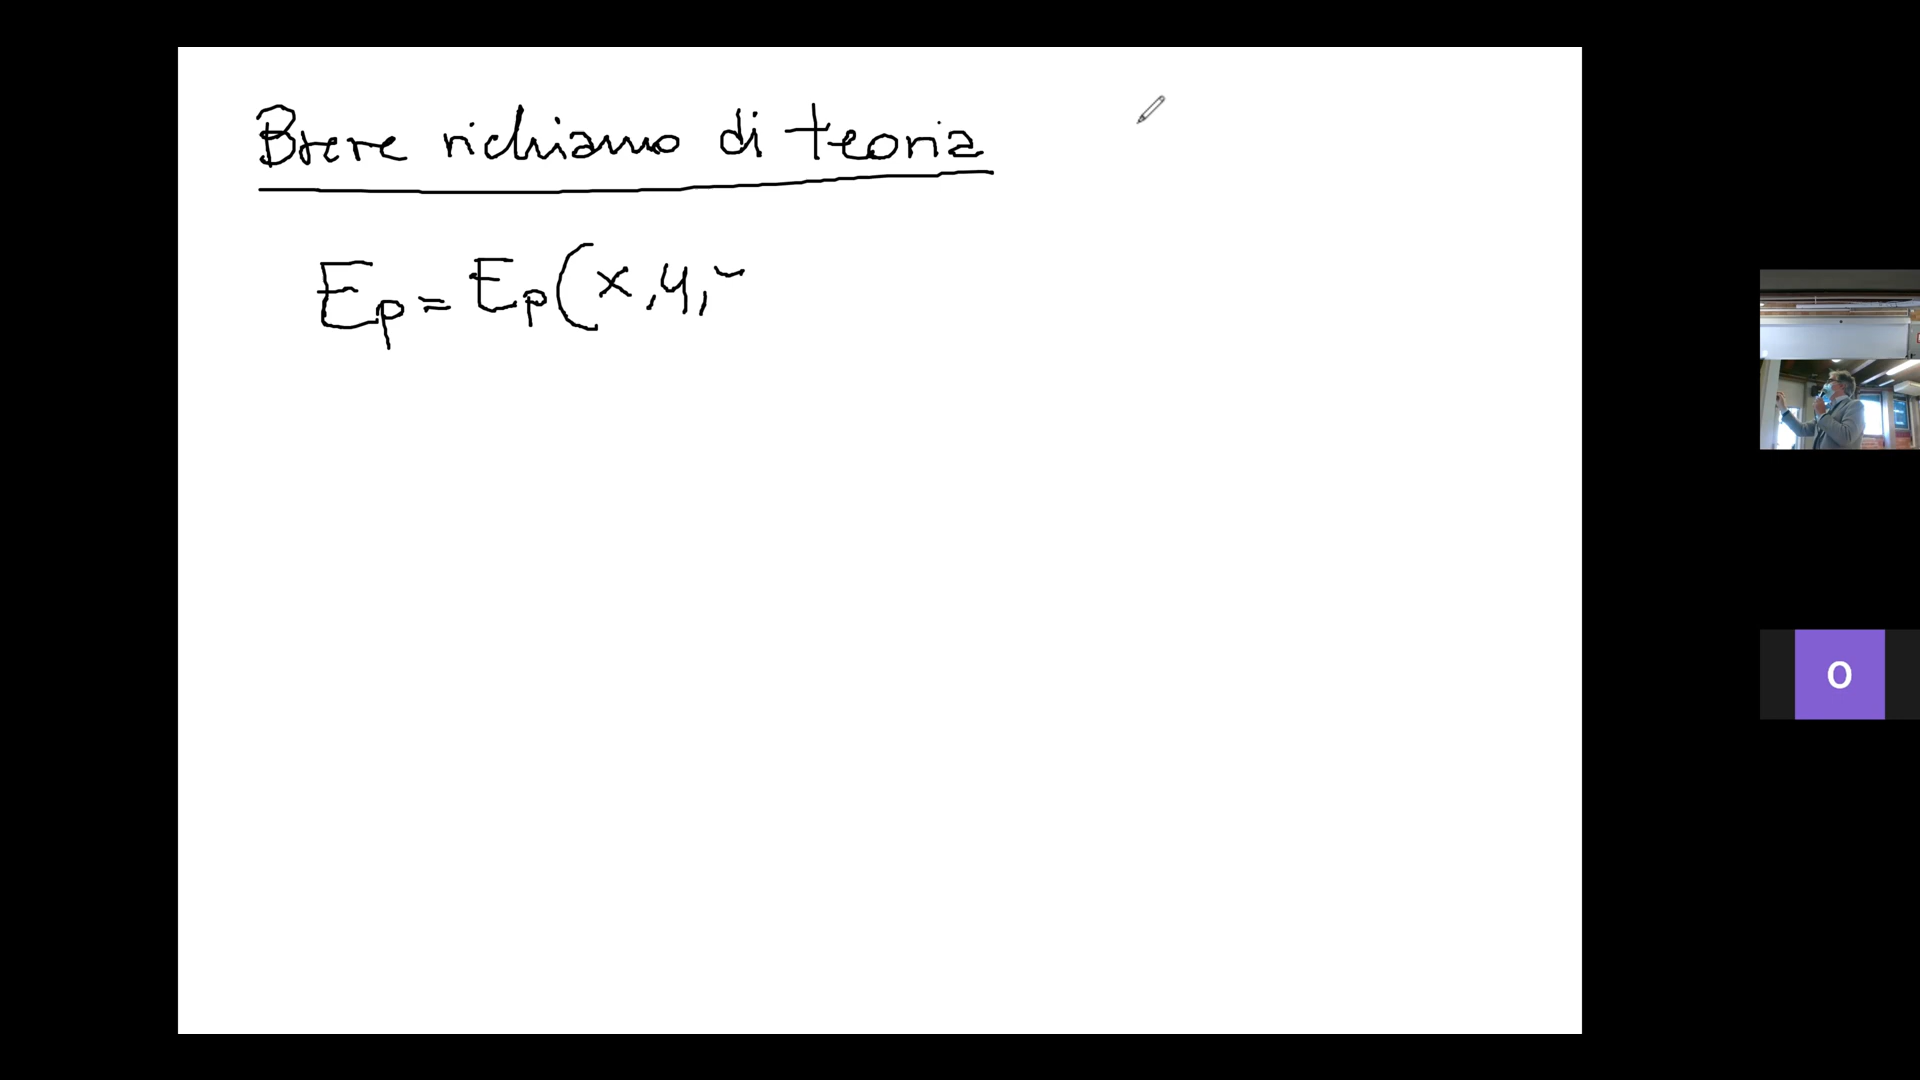 Breve richiamo di teoria
Ep = Ep(x,y,
O